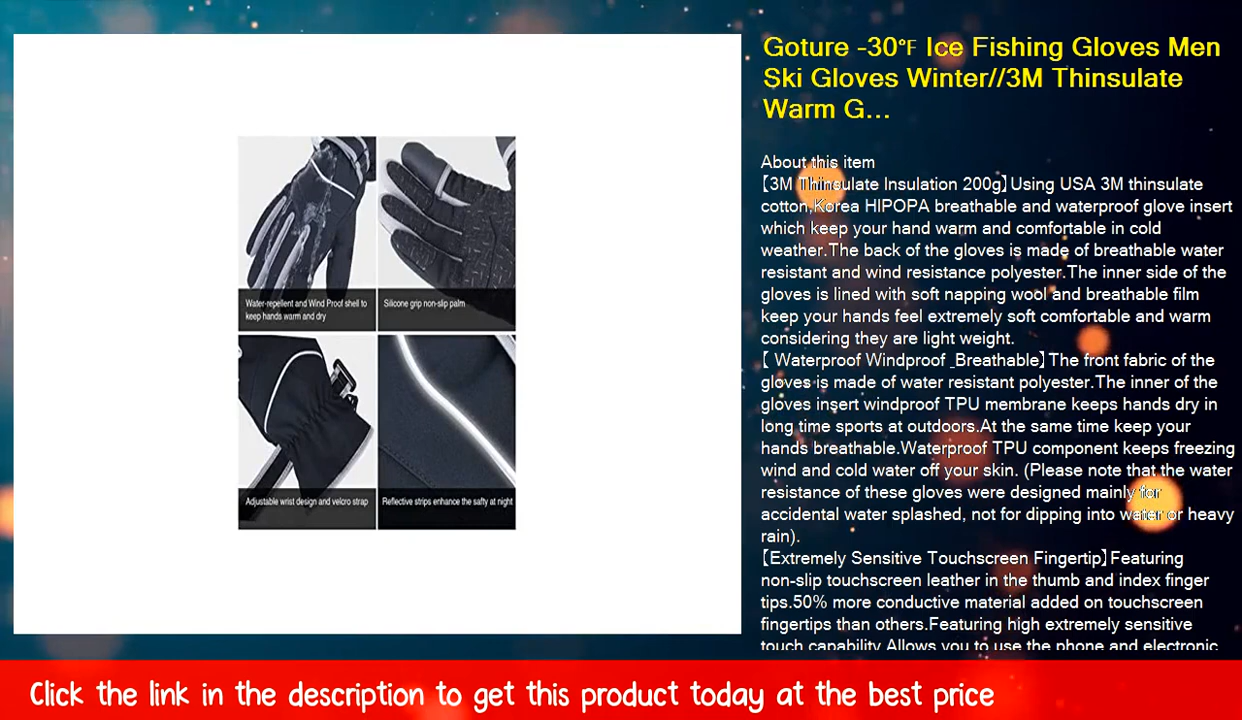 Goture -30℉ Ice Fishing Gloves Men
Ski Gloves Winter//3M Thinsulate
Warm G...
About this item
【3M Thinsulate Insulation 200g】Using USA 3M thinsulate
cotton,Korea HIPOPA breathable and waterproof glove insert
which keep your hand warm and comfortable in cold
weather.The back of the gloves is made of breathable water
resistant and wind resistance polyester.The inner side of the
gloves is lined with soft napping wool and breathable film
keep your hands feel extremely soft comfortable and warm
considering they are light weight.
【 Waterproof Windproof _Breathable】The front fabric of the
gloves is made of water resistant polyester.The inner of the
gloves insert windproof TPU membrane keeps hands dry in
long time sports at outdoors.At the same time keep your
hands breathable.Waterproof TPU component keeps freezing
wind and cold water off your skin. (Please note that the water
resistance of these gloves were designed mainly for
accidental water splashed, not for dipping into water or heavy
rain).
【Extremely Sensitive Touchscreen Fingertip】Featuring
non-slip touchscreen leather in the thumb and index finger
tips.50% more conductive material added on touchscreen
fingertips than others.Featuring high extremely sensitive
touch capability Allows you to use the phone and electronic
Water-repellent and Wind Proof shell to
keep hands warm and dry
Silicone grip non-slip palm
Adjustable wrist design and velcro strap
Reflective strips enhance the safty at night
Click the link in the description to get this product today at the best price